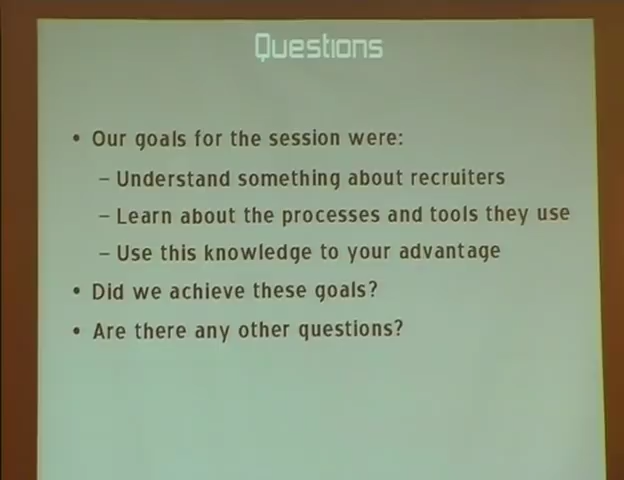 Questions
• Our goals for the session were:
– Understand something about recruiters
– Learn about the processes and tools they use
– Use this knowledge to your advantage
• Did we achieve these goals?
• Are there any other questions?